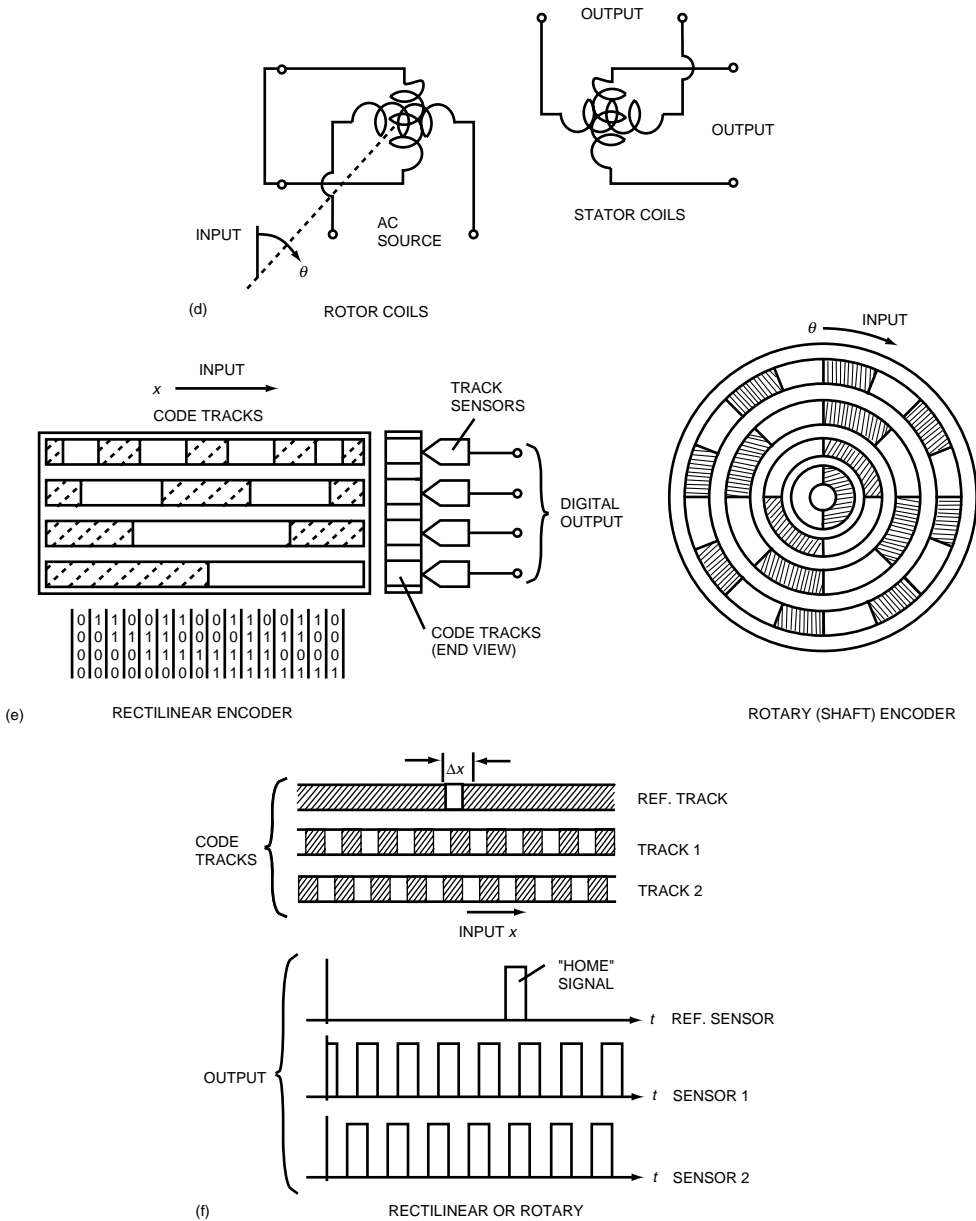 OUTPUT
OUTPUT
AC
SOURCE
STATOR COILS
INPUT
θ
(d)
ROTOR COILS
θ
INPUT
INPUT
x
CODE TRACKS
TRACK
SENSORS
DIGITAL
OUTPUT
0 1 1 0 0 1 1 0 0 1 1 0 0 1 1 0
0 0 1 1 1 1 0 0 0 0 1 1 1 1 0 0
0 0 0 0 1 1 1 1 1 1 1 1 0 0 0 0
0 0 0 0 0 0 0 0 1 1 1 1 1 1 1 1
CODE TRACKS
(END VIEW)
(e)
RECTILINEAR ENCODER
ROTARY (SHAFT) ENCODER
Δx
REF. TRACK
CODE
TRACKS
TRACK 1
TRACK 2
INPUT x
"HOME"
SIGNAL
t REF. SENSOR
OUTPUT
t SENSOR 1
t SENSOR 2
(f)
RECTILINEAR OR ROTARY